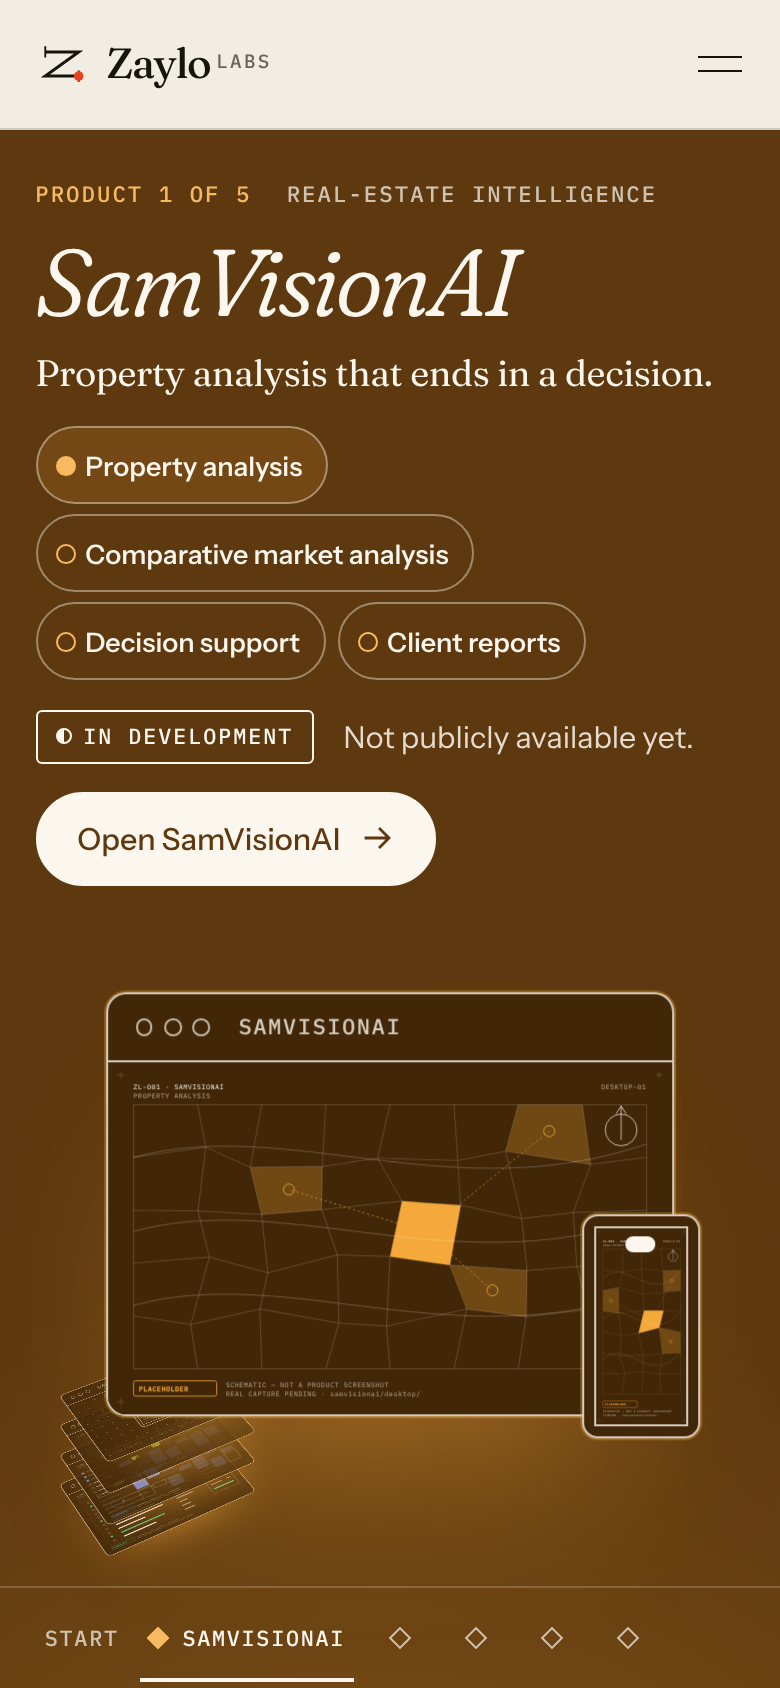 Zaylo LABS
PRODUCT 1 OF 5 REAL-ESTATE INTELLIGENCE
SamVisionAI
Property analysis that ends in a decision.
Property analysis
Comparative market analysis
Decision support Client reports
IN DEVELOPMENT Not publicly available yet.
Open SamVisionAI →
SAMVISIONAI
ZL-001 · SAMVISIONAI DESKTOP-01
PROPERTY ANALYSIS
PLACEHOLDER
SCHEMATIC — NOT A PRODUCT SCREENSHOT
REAL CAPTURE PENDING · samvisionai/desktop/
START SAMVISIONAI